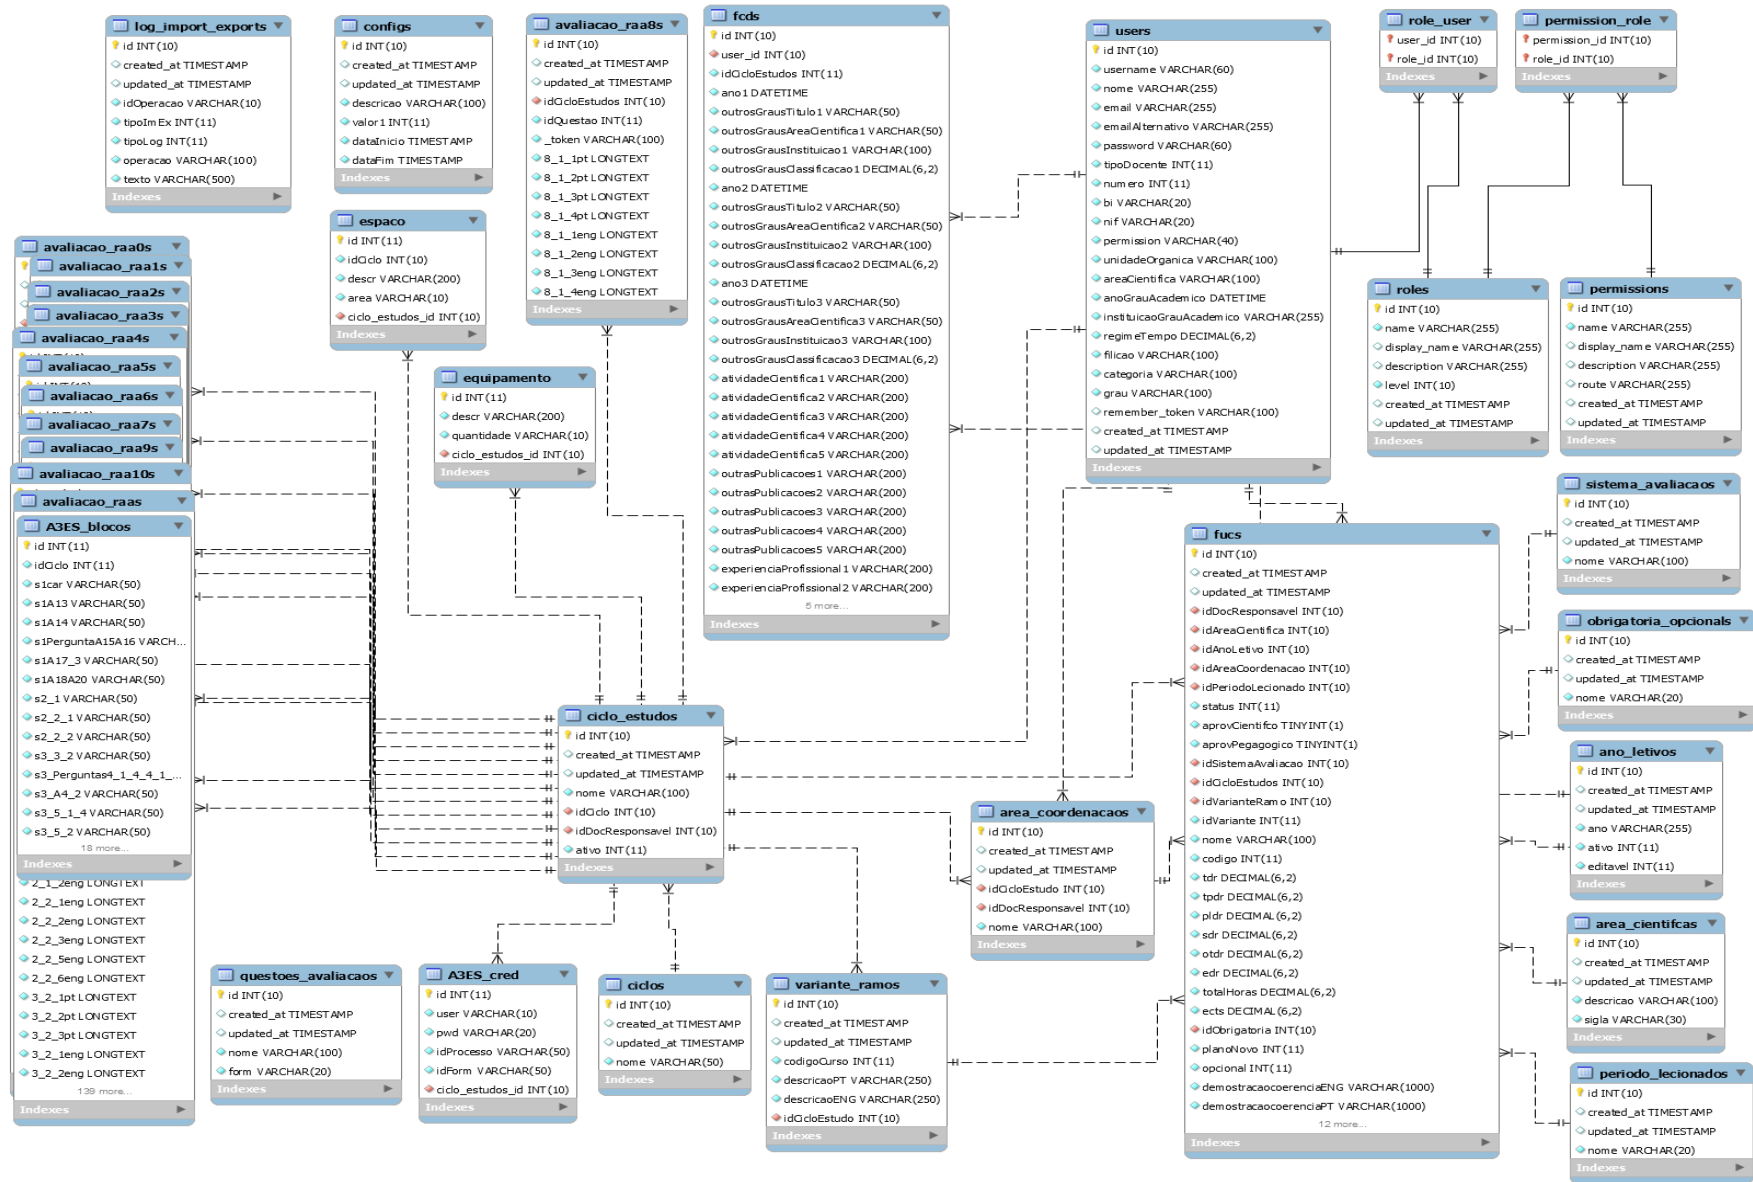 log_import_exports
id INT(10)
created_at TIMESTAMP
updated_at TIMESTAMP
idOperacao VARCHAR(10)
tipoImEx INT(11)
tipoLog INT(11)
operacao VARCHAR(100)
texto VARCHAR(500)
Indexes
configs
id INT(10)
created_at TIMESTAMP
updated_at TIMESTAMP
descricao VARCHAR(100)
valor1 INT(11)
dataInicio TIMESTAMP
dataFim TIMESTAMP
Indexes
avaliacao_raa8s
id INT(10)
created_at TIMESTAMP
updated_at TIMESTAMP
idCicloEstudos INT(10)
idQuestao INT(11)
_token VARCHAR(100)
8_1_1pt LONGTEXT
8_1_2pt LONGTEXT
8_1_3pt LONGTEXT
8_1_4pt LONGTEXT
8_1_1eng LONGTEXT
8_1_2eng LONGTEXT
8_1_3eng LONGTEXT
8_1_4eng LONGTEXT
Indexes
fcds
id INT(10)
user_id INT(10)
idCicloEstudos INT(11)
ano1 DATETIME
outrosGrausTitulo1 VARCHAR(50)
outrosGrausAreaCientifica1 VARCHAR(50)
outrosGrausInstituicao1 VARCHAR(100)
outrosGrausClassificacao1 DECIMAL(6,2)
ano2 DATETIME
outrosGrausTitulo2 VARCHAR(50)
outrosGrausAreaCientifica2 VARCHAR(50)
outrosGrausInstituicao2 VARCHAR(100)
outrosGrausClassificacao2 DECIMAL(6,2)
ano3 DATETIME
outrosGrausTitulo3 VARCHAR(50)
outrosGrausAreaCientifica3 VARCHAR(50)
outrosGrausInstituicao3 VARCHAR(100)
outrosGrausClassificacao3 DECIMAL(6,2)
atividadeCientifica1 VARCHAR(200)
atividadeCientifica2 VARCHAR(200)
atividadeCientifica3 VARCHAR(200)
atividadeCientifica4 VARCHAR(200)
atividadeCientifica5 VARCHAR(200)
outrasPublicacoes1 VARCHAR(200)
outrasPublicacoes2 VARCHAR(200)
outrasPublicacoes3 VARCHAR(200)
outrasPublicacoes4 VARCHAR(200)
outrasPublicacoes5 VARCHAR(200)
experienciaProfissional1 VARCHAR(200)
experienciaProfissional2 VARCHAR(200)
5 more...
Indexes
users
id INT(10)
username VARCHAR(60)
nome VARCHAR(255)
email VARCHAR(255)
emailAlternativo VARCHAR(255)
password VARCHAR(60)
tipoDocente INT(11)
numero INT(11)
bi VARCHAR(20)
nif VARCHAR(20)
permission VARCHAR(40)
unidadeOrganica VARCHAR(100)
areaCientifica VARCHAR(100)
anoGrauAcademico DATETIME
instituicaoGrauAcademico VARCHAR(255)
regimeTempo DECIMAL(6,2)
filicao VARCHAR(100)
categoria VARCHAR(100)
grau VARCHAR(100)
remember_token VARCHAR(100)
created_at TIMESTAMP
updated_at TIMESTAMP
Indexes
role_user
user_id INT(10)
role_id INT(10)
Indexes
permission_role
permission_id INT(10)
role_id INT(10)
Indexes
roles
id INT(10)
name VARCHAR(255)
display_name VARCHAR(255)
description VARCHAR(255)
level INT(10)
created_at TIMESTAMP
updated_at TIMESTAMP
Indexes
permissions
id INT(10)
name VARCHAR(255)
display_name VARCHAR(255)
description VARCHAR(255)
route VARCHAR(255)
created_at TIMESTAMP
updated_at TIMESTAMP
Indexes
espaco
id INT(11)
idCiclo INT(10)
descr VARCHAR(200)
area VARCHAR(10)
ciclo_estudos_id INT(10)
Indexes
equipamento
id INT(11)
descr VARCHAR(200)
quantidade VARCHAR(10)
ciclo_estudos_id INT(10)
Indexes
avaliacao_raa0s
avaliacao_raa1s
avaliacao_raa2s
avaliacao_raa3s
avaliacao_raa4s
avaliacao_raa5s
avaliacao_raa6s
avaliacao_raa7s
avaliacao_raa9s
avaliacao_raa10s
avaliacao_raas
A3ES_blocos
id INT(11)
idCiclo INT(11)
s1car VARCHAR(50)
s1A13 VARCHAR(50)
s1A14 VARCHAR(50)
s1PerguntaA15A16 VARCH...
s1A17_3 VARCHAR(50)
s1A18A20 VARCHAR(50)
s2_1 VARCHAR(50)
s2_2_1 VARCHAR(50)
s2_2_2 VARCHAR(50)
s3_3_2 VARCHAR(50)
s3_Perguntas4_1_4_4_1_...
s3_A4_2 VARCHAR(50)
s3_5_1_4 VARCHAR(50)
s3_5_2 VARCHAR(50)
18 more...
Indexes
2_1_2eng LONGTEXT
2_2_1eng LONGTEXT
2_2_2eng LONGTEXT
2_2_3eng LONGTEXT
2_2_5eng LONGTEXT
2_2_6eng LONGTEXT
3_2_1pt LONGTEXT
3_2_2pt LONGTEXT
3_2_3pt LONGTEXT
3_2_1eng LONGTEXT
3_2_2eng LONGTEXT
139 more...
Indexes
ciclo_estudos
id INT(10)
created_at TIMESTAMP
updated_at TIMESTAMP
nome VARCHAR(100)
idCiclo INT(10)
idDocResponsavel INT(10)
ativo INT(11)
Indexes
area_coordenacaos
id INT(10)
created_at TIMESTAMP
updated_at TIMESTAMP
idCicloEstudo INT(10)
idDocResponsavel INT(10)
nome VARCHAR(100)
Indexes
fucs
id INT(10)
created_at TIMESTAMP
updated_at TIMESTAMP
idDocResponsavel INT(10)
idAreaCientifica INT(10)
idAnoLetivo INT(10)
idAreaCoordenacao INT(10)
idPeriodoLecionado INT(10)
status INT(11)
aprovCientifco TINYINT(1)
aprovPegagogico TINYINT(1)
idSistemaAvaliacao INT(10)
idCicloEstudos INT(10)
idVarianteRamo INT(10)
idVariante INT(11)
nome VARCHAR(100)
codigo INT(11)
tdr DECIMAL(6,2)
tpdr DECIMAL(6,2)
pldr DECIMAL(6,2)
sdr DECIMAL(6,2)
otdr DECIMAL(6,2)
edr DECIMAL(6,2)
totalHoras DECIMAL(6,2)
ects DECIMAL(6,2)
idObrigatoria INT(10)
planoNovo INT(11)
opcional INT(11)
demostracaocoerenciaENG VARCHAR(1000)
demostracaocoerenciaPT VARCHAR(1000)
12 more...
Indexes
sistema_avaliacaos
id INT(10)
created_at TIMESTAMP
updated_at TIMESTAMP
nome VARCHAR(100)
Indexes
obrigatoria_opcionals
id INT(10)
created_at TIMESTAMP
updated_at TIMESTAMP
nome VARCHAR(20)
Indexes
ano_letivos
id INT(10)
created_at TIMESTAMP
updated_at TIMESTAMP
ano VARCHAR(255)
ativo INT(11)
editavel INT(11)
Indexes
area_cientifcas
id INT(10)
created_at TIMESTAMP
updated_at TIMESTAMP
descricao VARCHAR(100)
sigla VARCHAR(30)
Indexes
periodo_lecionados
id INT(10)
created_at TIMESTAMP
updated_at TIMESTAMP
nome VARCHAR(20)
Indexes
questoes_avaliacaos
id INT(10)
created_at TIMESTAMP
updated_at TIMESTAMP
nome VARCHAR(100)
form VARCHAR(20)
Indexes
A3ES_cred
id INT(11)
user VARCHAR(10)
pwd VARCHAR(20)
idProcesso VARCHAR(50)
idForm VARCHAR(50)
ciclo_estudos_id INT(10)
Indexes
ciclos
id INT(10)
created_at TIMESTAMP
updated_at TIMESTAMP
nome VARCHAR(50)
Indexes
variante_ramos
id INT(10)
created_at TIMESTAMP
updated_at TIMESTAMP
codigoCurso INT(11)
descricaoPT VARCHAR(250)
descricaoENG VARCHAR(250)
idCicloEstudo INT(10)
Indexes